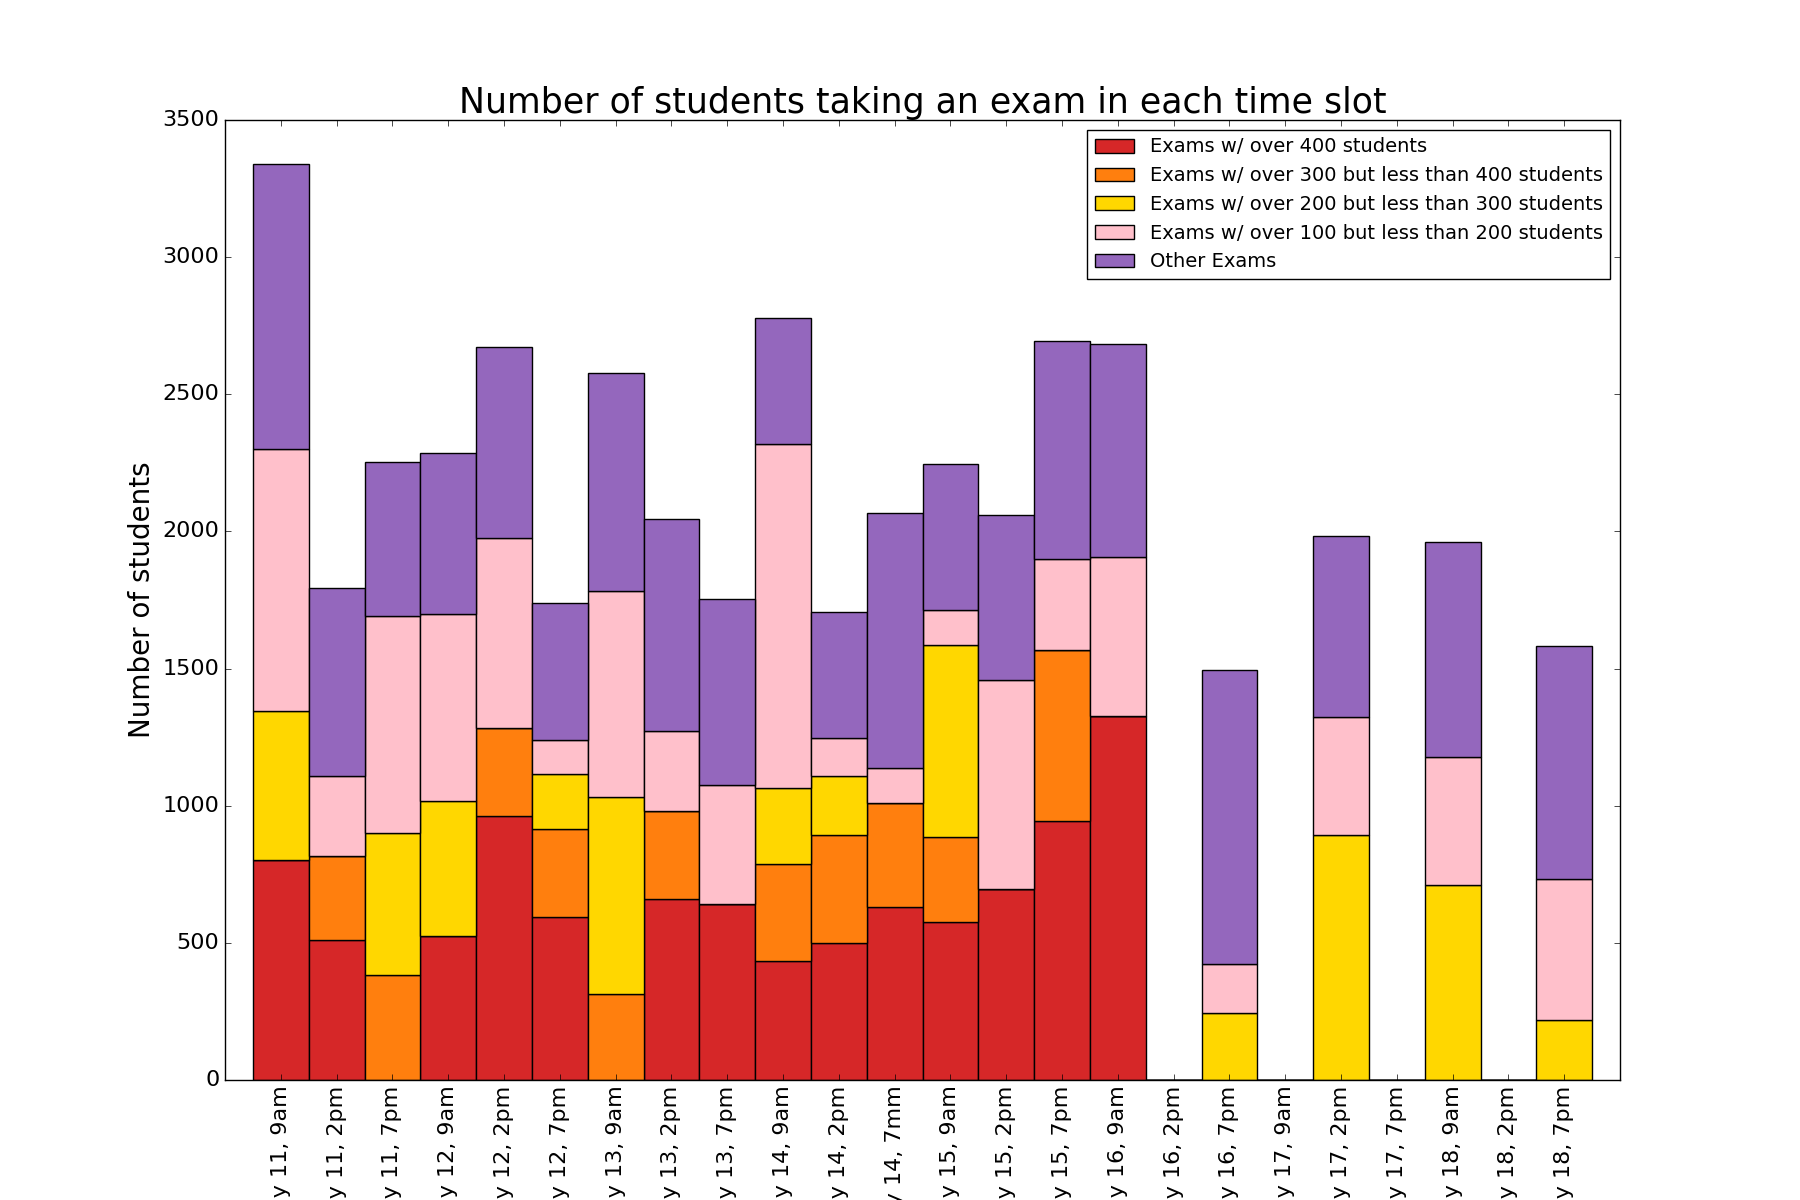 Number of students taking an exam in each time slot
Exams w/ over 400 students
Exams w/ over 300 but less than 400 students
Exams w/ over 200 but less than 300 students
Exams w/ over 100 but less than 200 students
Other Exams
Number of students
3500
3000
2500
2000
1500
1000
500
0
y 11, 9am
y 11, 2pm
y 11, 7pm
y 12, 9am
y 12, 2pm
y 12, 7pm
y 13, 9am
y 13, 2pm
y 13, 7pm
y 14, 9am
y 14, 2pm
y 14, 7mm
y 15, 9am
y 15, 2pm
y 15, 7pm
y 16, 9am
y 16, 2pm
y 16, 7pm
y 17, 9am
y 17, 2pm
y 17, 7pm
y 18, 9am
y 18, 2pm
y 18, 7pm